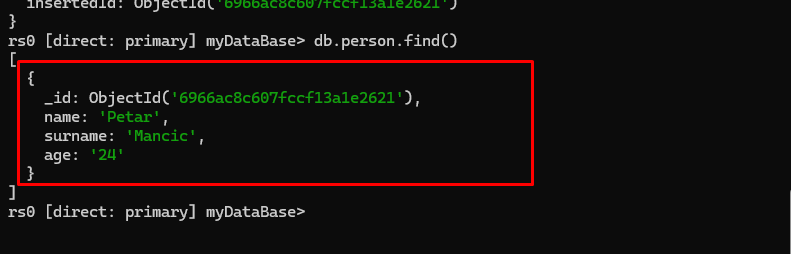 insertedId: ObjectId('6966ac8c607fccf13a1e2621')
}
rs0 [direct: primary] myDataBase> db.person.find()
[
  {
    _id: ObjectId('6966ac8c607fccf13a1e2621'),
    name: 'Petar',
    surname: 'Mancic',
    age: '24'
  }
]
rs0 [direct: primary] myDataBase>